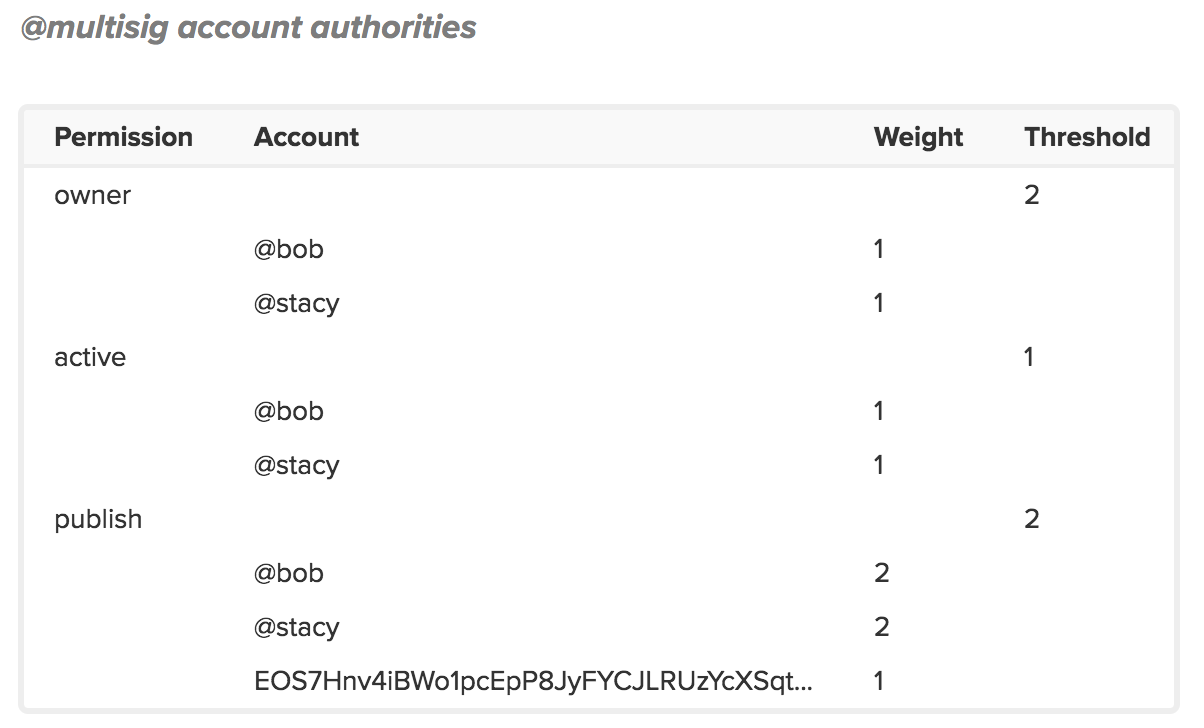 @multisig account authorities
Permission Account Weight Threshold
owner 2
@bob 1
@stacy 1
active 1
@bob 1
@stacy 1
publish 2
@bob 2
@stacy 2
EOS7Hnv4iBWo1pcEpP8JyFYCJLRUzYcXSqt... 1